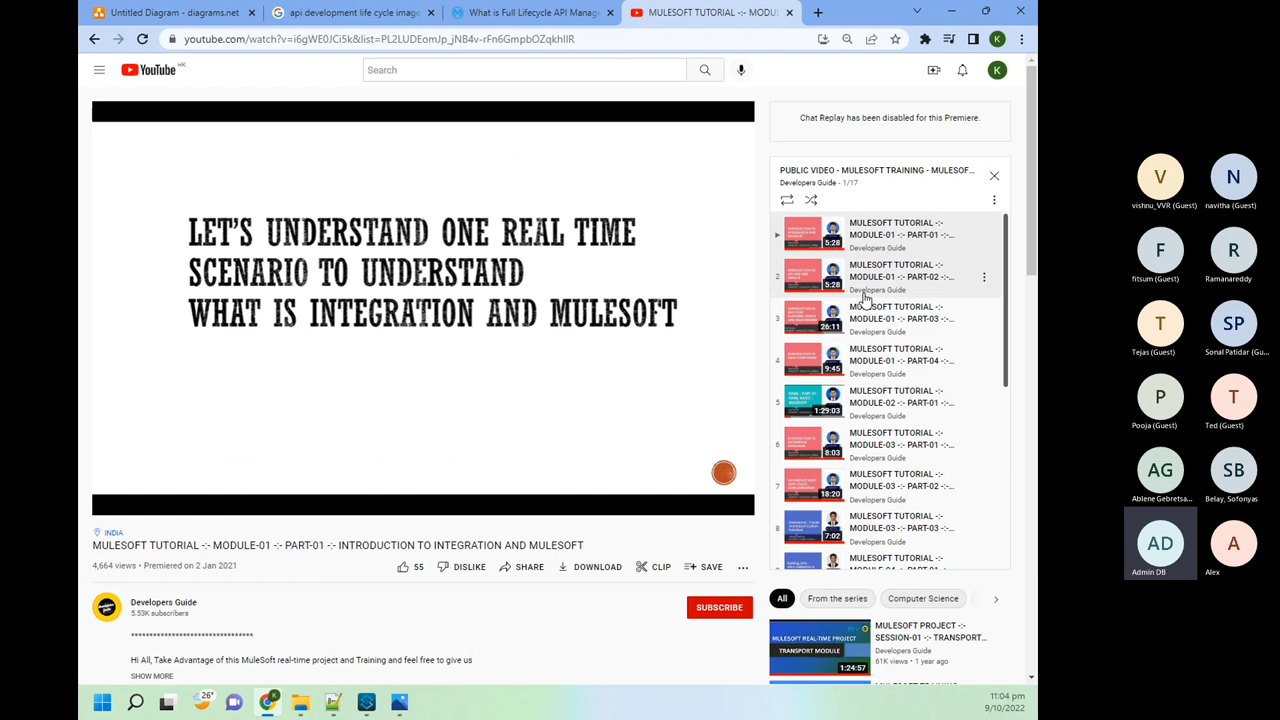 Untitled Diagram - diagrams.net
api development life cycle image
What is Full Lifecycle API Manag
MULESOFT TUTORIAL -:- MODU
youtube.com/watch?v=i6gWE0JCi5k&list=PL2LUDEomJp_jNB4v-rFn6GmpbOZqkhIIR
K
YouTube HK
Search
K
LET'S UNDERSTAND ONE REAL TIME
SCENARIO TO UNDERSTAND
WHAT IS INTEGRATION AND MULESOFT
INDIA
MULESOFT TUTORIAL -:- MODULE-01 -:- PART-01 -:- INTRODUCTION TO INTEGRATION AND MULESOFT
4,664 views • Premiered on 2 Jan 2021
55
DISLIKE
SHARE
DOWNLOAD
CLIP
SAVE
Developers Guide
5.53K subscribers
SUBSCRIBE
*********************************
Hi All, Take Advantage of this MuleSoft real-time project and Training and feel free to give us
SHOW MORE
Chat Replay has been disabled for this Premiere.
PUBLIC VIDEO - MULESOFT TRAINING - MULESOF...
Developers Guide - 1/17
5:28
MULESOFT TUTORIAL -:-
MODULE-01 -:- PART-01 -:-...
Developers Guide
2
5:28
MULESOFT TUTORIAL -:-
MODULE-01 -:- PART-02 -:-...
Developers Guide
3
26:11
MULESOFT TUTORIAL -:-
MODULE-01 -:- PART-03 -:-...
Developers Guide
4
9:45
MULESOFT TUTORIAL -:-
MODULE-01 -:- PART-04 -:-...
Developers Guide
5
1:29:03
MULESOFT TUTORIAL -:-
MODULE-02 -:- PART-01 -:-...
Developers Guide
6
8:03
MULESOFT TUTORIAL -:-
MODULE-03 -:- PART-01 -:-...
Developers Guide
7
18:20
MULESOFT TUTORIAL -:-
MODULE-03 -:- PART-02 -:-...
Developers Guide
8
7:02
MULESOFT TUTORIAL -:-
MODULE-03 -:- PART-03 -:-...
Developers Guide
MULESOFT TUTORIAL -:-
All
From the series
Computer Science
MULESOFT REAL-TIME PROJECT
TRANSPORT MODULE
1:24:57
MULESOFT PROJECT -:-
SESSION-01 -:- TRANSPORT...
Developers Guide
61K views • 1 year ago
26°
11:04 pm
9/10/2022
V
vishnu_VVR (Guest)
N
navitha (Guest)
F
fitsum (Guest)
R
Ramanareddy
T
Tejas (Guest)
SP
Sonal Patidar (Gu...
P
Pooja (Guest)
T
Ted (Guest)
AG
Ablene Gebretsa...
SB
Belay, Sofonyas
AD
Admin DB
A
Alex